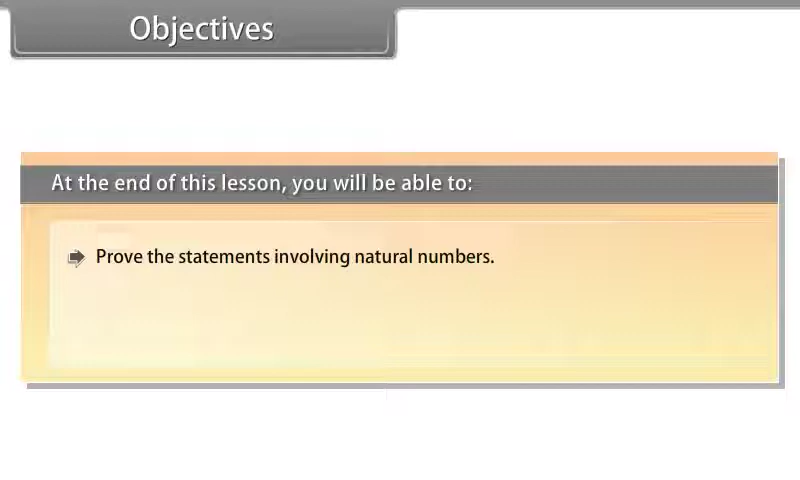 Objectives
At the end of this lesson, you will be able to:
Prove the statements involving natural numbers.